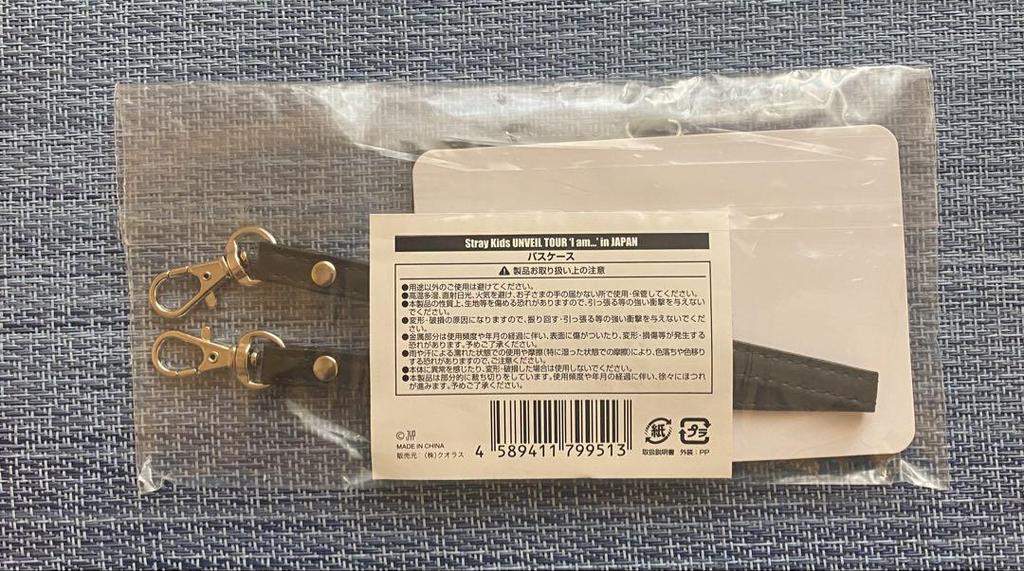 Stray Kids UNVEIL TOUR 'I am...' in JAPAN
パスケース
⚠ 製品お取り扱い上の注意
●用途以外のご使用は避けてください。
●高温多湿、直射日光、火気を避け、お子さまの手の届かない所で使用・保管してください。
●本製品の性質上、生地等を傷める恐れがありますので、引っ張る等の強い衝撃を与えない
でください。
●変形・破損の原因になりますので、振り回す・引っ張る等の強い衝撃を与えないでくだ
さい。
●金属部分は使用頻度や年月の経過に伴い、表面に傷がついたり、変形・損傷等が発生する
恐れがあります。予めご了承ください。
●雨や汗による濡れた状態での使用や摩擦(特に湿った状態での摩擦)により、色落ちや色移り
する恐れがありますので、ご注意ください。
●本体に異常を感じたり、変形・破損した場合は使用しないでください。
●本製品は部分的に裁ち切りをしています。使用頻度や年月の経過に伴い、徐々にほつれ
が進みます。予めご了承ください。
©JYP
MADE IN CHINA
販売元:(株)クオラス
4 589411 799513
紙 プラ
取扱説明書 外装:PP